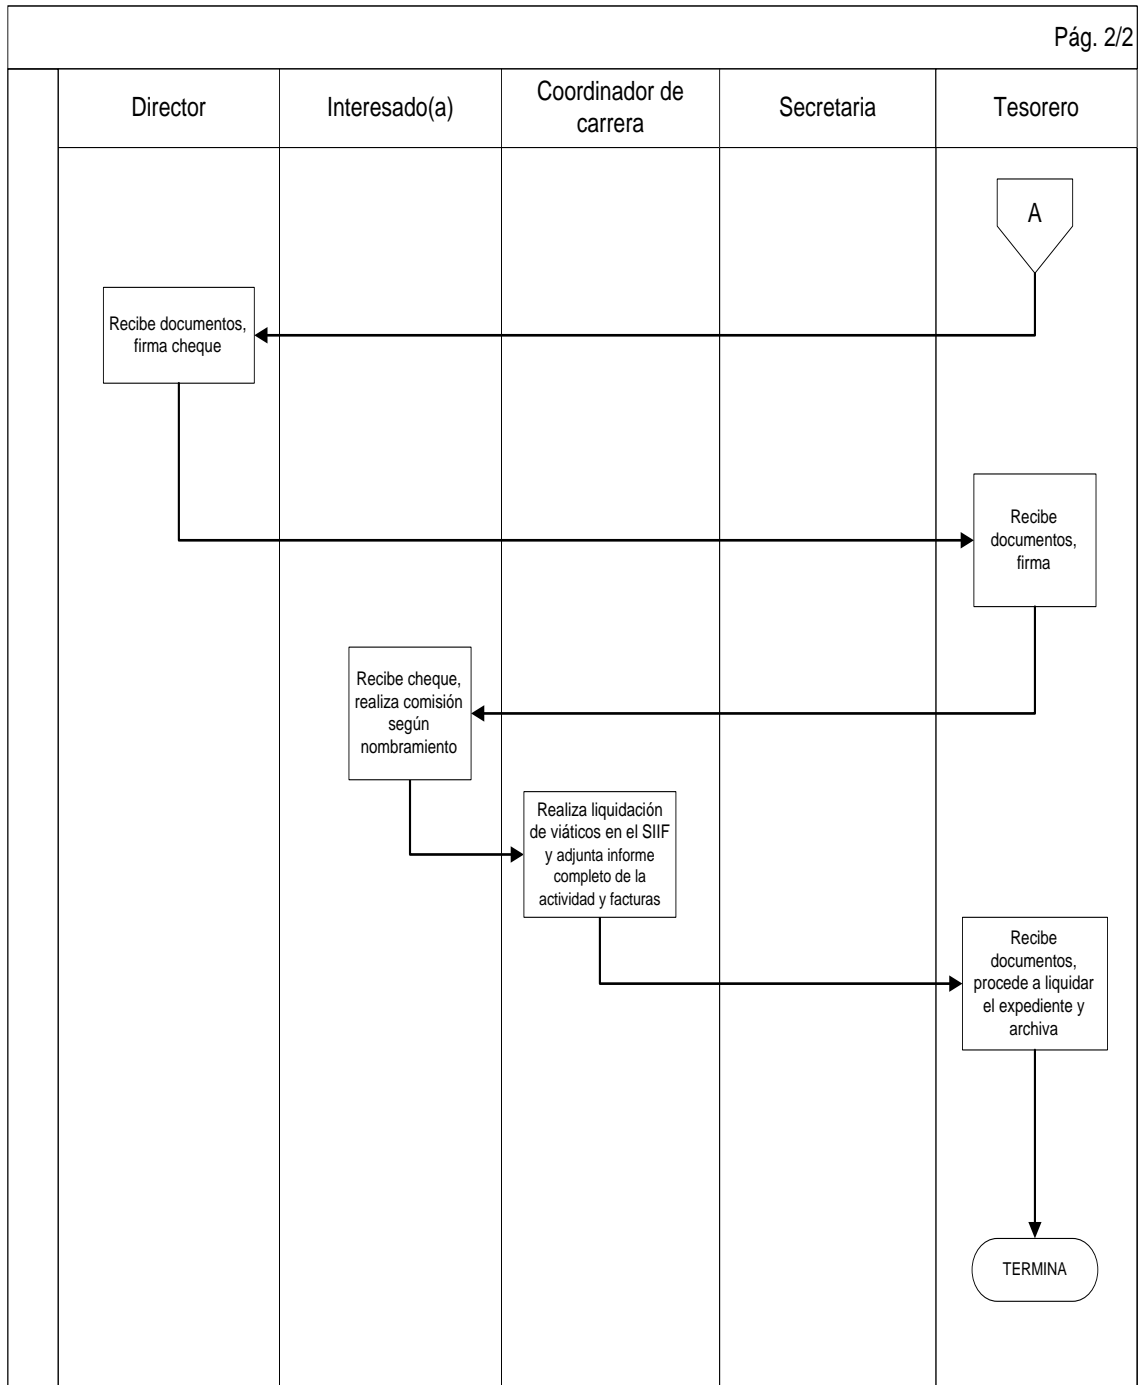 Pág. 2/2
Director
Interesado(a)
Coordinador de
carrera
Secretaria
Tesorero
A
Recibe documentos,
firma cheque
Recibe
documentos,
firma
Recibe cheque,
realiza comisión
según
nombramiento
Realiza liquidación
de viáticos en el SIIF
y adjunta informe
completo de la
actividad y facturas
Recibe
documentos,
procede a liquidar
el expediente y
archiva
TERMINA